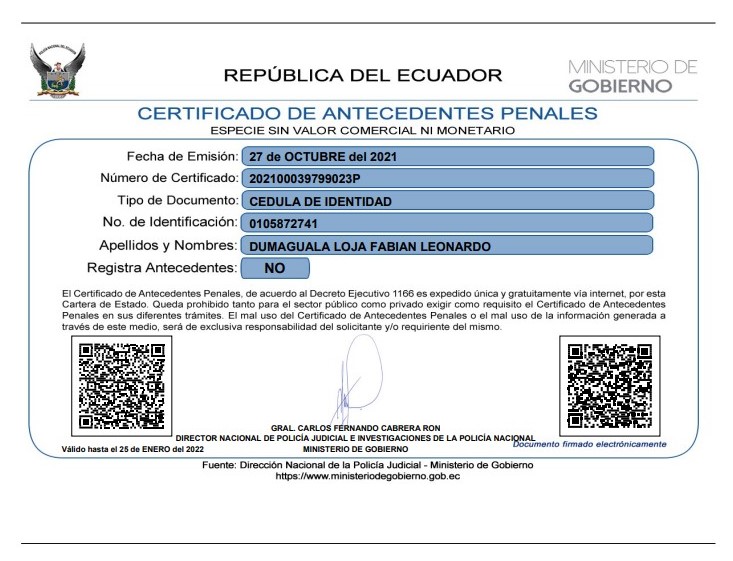 REPÚBLICA DEL ECUADOR
MINISTERIO DE
GOBIERNO
CERTIFICADO DE ANTECEDENTES PENALES
ESPECIE SIN VALOR COMERCIAL NI MONETARIO
Fecha de Emisión: 27 de OCTUBRE del 2021
Número de Certificado: 202100039799023P
Tipo de Documento: CEDULA DE IDENTIDAD
No. de Identificación: 0105872741
Apellidos y Nombres: DUMAGUALA LOJA FABIAN LEONARDO
Registra Antecedentes: NO
El Certificado de Antecedentes Penales, de acuerdo al Decreto Ejecutivo 1166 es expedido única y gratuitamente vía internet, por esta
Cartera de Estado. Queda prohibido tanto para el sector público como privado exigir como requisito el Certificado de Antecedentes
Penales en sus diferentes trámites. El mal uso del Certificado de Antecedentes Penales o el mal uso de la información generada a
través de este medio, será de exclusiva responsabilidad del solicitante y/o requiriente del mismo.
GRAL. CARLOS FERNANDO CABRERA RON
DIRECTOR NACIONAL DE POLICÍA JUDICIAL E INVESTIGACIONES DE LA POLICÍA NACIONAL
Documento firmado electrónicamente
Válido hasta el 25 de ENERO del 2022
MINISTERIO DE GOBIERNO
Fuente: Dirección Nacional de la Policía Judicial - Ministerio de Gobierno
https://www.ministeriodegobierno.gob.ec